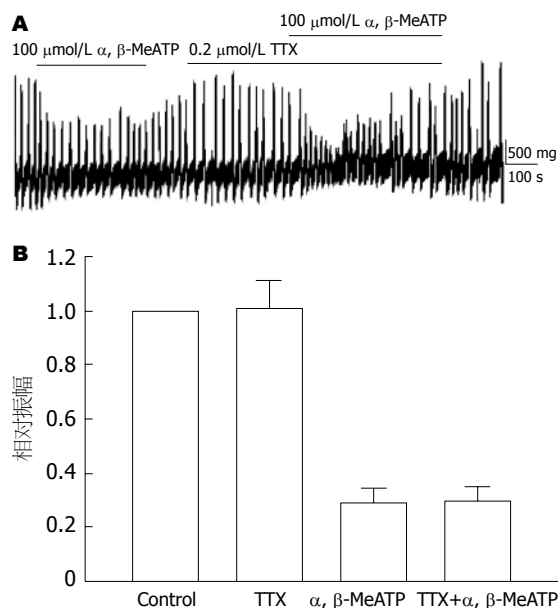 A
100 μmol/L α, β-MeATP
100 μmol/L α, β-MeATP
0.2 μmol/L TTX
500 mg
100 s
B
相对振幅
1.2
1.0
0.8
0.6
0.4
0.2
0
Control
TTX
α, β-MeATP
TTX+α, β-MeATP